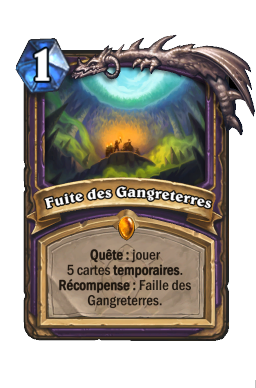 1
Fuite des Gangreterres
Quête : jouer
5 cartes temporaires.
Récompense : Faille des
Gangreterres.